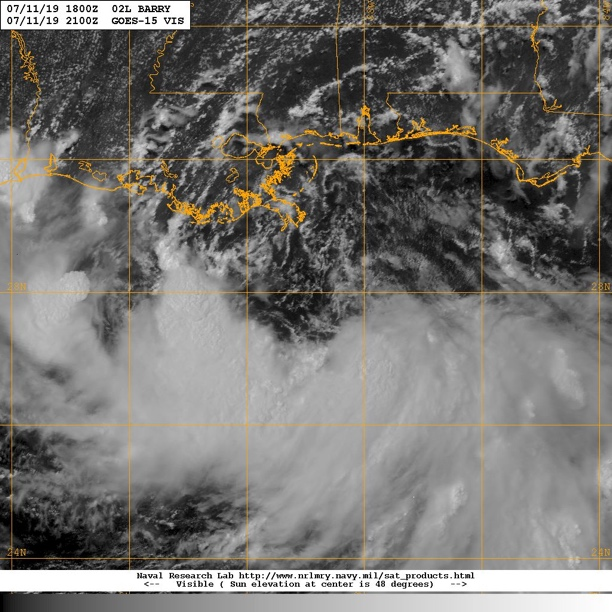 07/11/19 1800Z 02L BARRY
07/11/19 2100Z GOES-15 VIS
28N
24N
24N
Naval Research Lab http://www.nrlmry.navy.mil/sat_products.html
<-- Visible ( Sun elevation at center is 48 degrees) -->